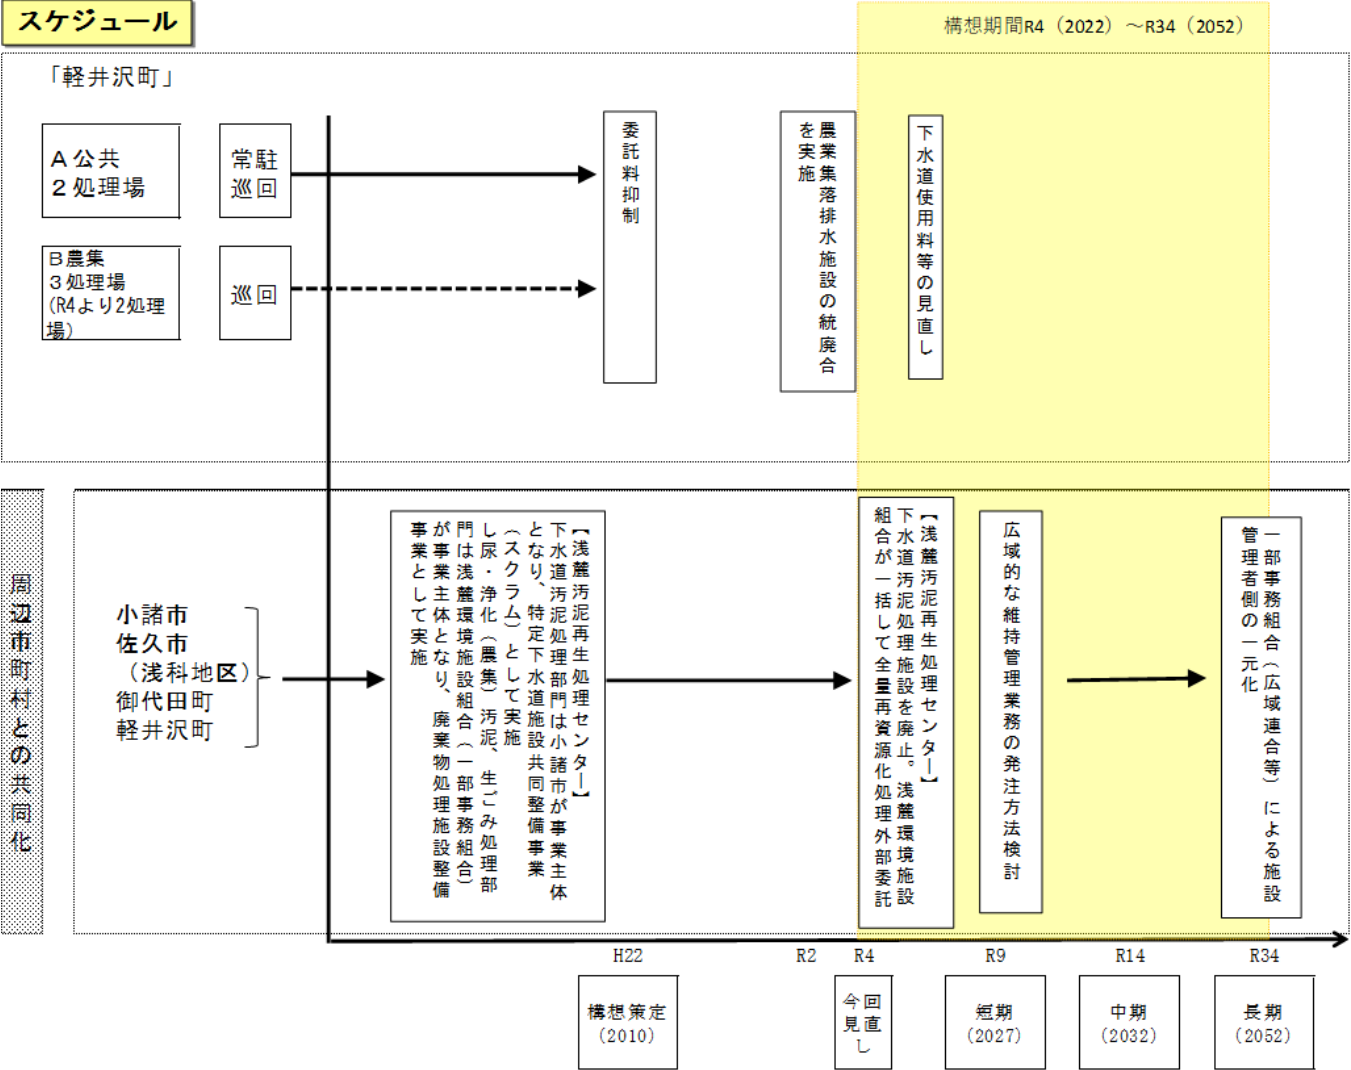 スケジュール
構想期間R4（2022）～R34（2052）
「軽井沢町」
Ａ公共
２処理場
常駐
巡回
Ｂ農集
３処理場
(R4より2処理
場)
巡回
委託料抑制
農業集落排水施設の統廃合
を実施
下水道使用料等の見直し
周辺市町村との共同化
小諸市
佐久市
（浅科地区）
御代田町
軽井沢町
【浅麓汚泥再生処理センター】
下水道汚泥処理部門は小諸市が事業主体
となり、特定下水道施設共同整備事業
（スクラム）として実施
し尿・浄化（農集）汚泥、生ごみ処理部
門は浅麓環境施設組合（一部事務組合）
が事業主体となり、廃棄物処理施設整備
事業として実施
【浅麓汚泥再生処理センター】
下水道汚泥処理施設を廃止。浅麓環境施設
組合が一括して全量再資源化処理外部委託
広域的な維持管理業務の発注方法検討
一部事務組合（広域連合等）による施設
管理者側の一元化
H22
R2
R4
R9
R14
R34
構想策定
（2010）
今回
見直
し
短期
（2027）
中期
（2032）
長期
（2052）